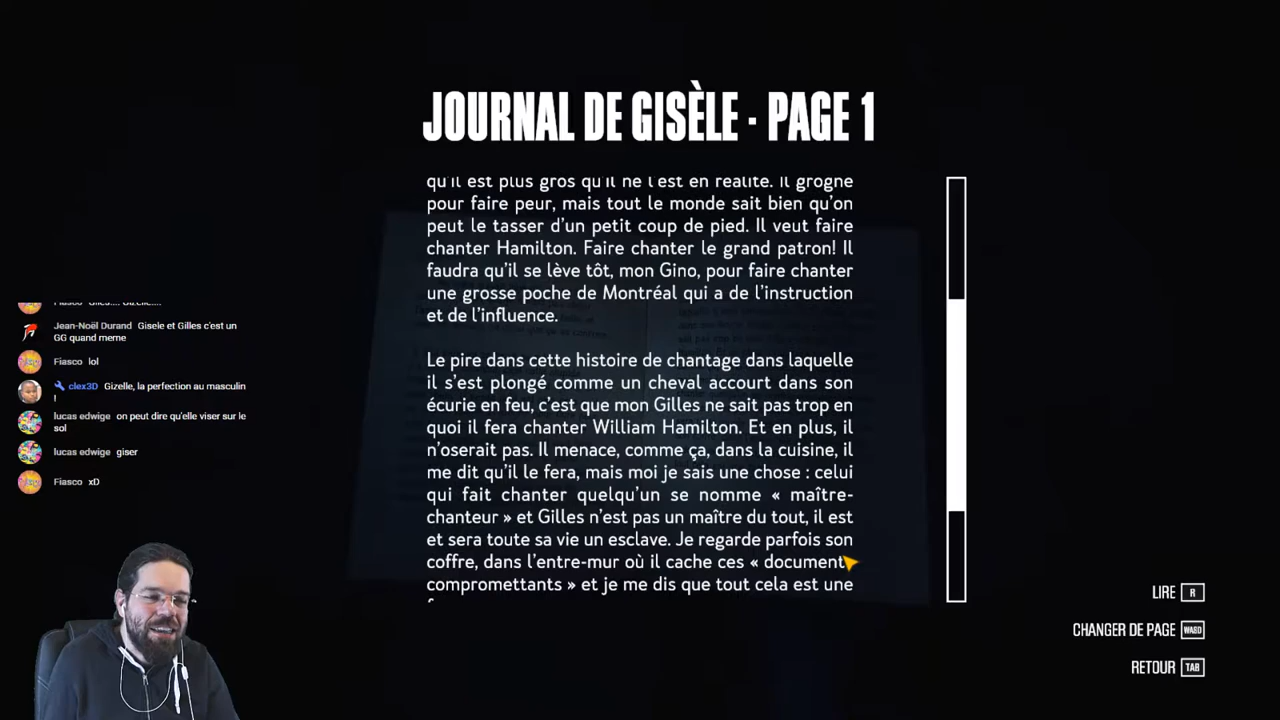 JOURNAL DE GISÈLE · PAGE 1
qu'il est plus gros qu'il ne l'est en réalité. Il grogne
pour faire peur, mais tout le monde sait bien qu'on
peut le tasser d'un petit coup de pied. Il veut faire
chanter Hamilton. Faire chanter le grand patron! Il
faudra qu'il se lève tôt, mon Gino, pour faire chanter
une grosse poche de Montréal qui a de l'instruction
et de l'influence.
Le pire dans cette histoire de chantage dans laquelle
il s'est plongé comme un cheval accourt dans son
écurie en feu, c'est que mon Gilles ne sait pas trop en
quoi il fera chanter William Hamilton. Et en plus, il
n'oserait pas. Il menace, comme ça, dans la cuisine, il
me dit qu'il le fera, mais moi je sais une chose : celui
qui fait chanter quelqu'un se nomme « maître-
chanteur » et Gilles n'est pas un maître du tout, il est
et sera toute sa vie un esclave. Je regarde parfois son
coffre, dans l'entre-mur où il cache ces « document
compromettants » et je me dis que tout cela est une
Fiasco Gilles.... Gizelle....
Jean-Noël Durand Gisele et Gilles c'est un
GG quand meme
Fiasco lol
clex3D Gizelle, la perfection au masculin
!
lucas edwige on peut dire qu'elle viser sur le
sol
lucas edwige giser
Fiasco xD
LIRE R
CHANGER DE PAGE WASD
RETOUR TAB